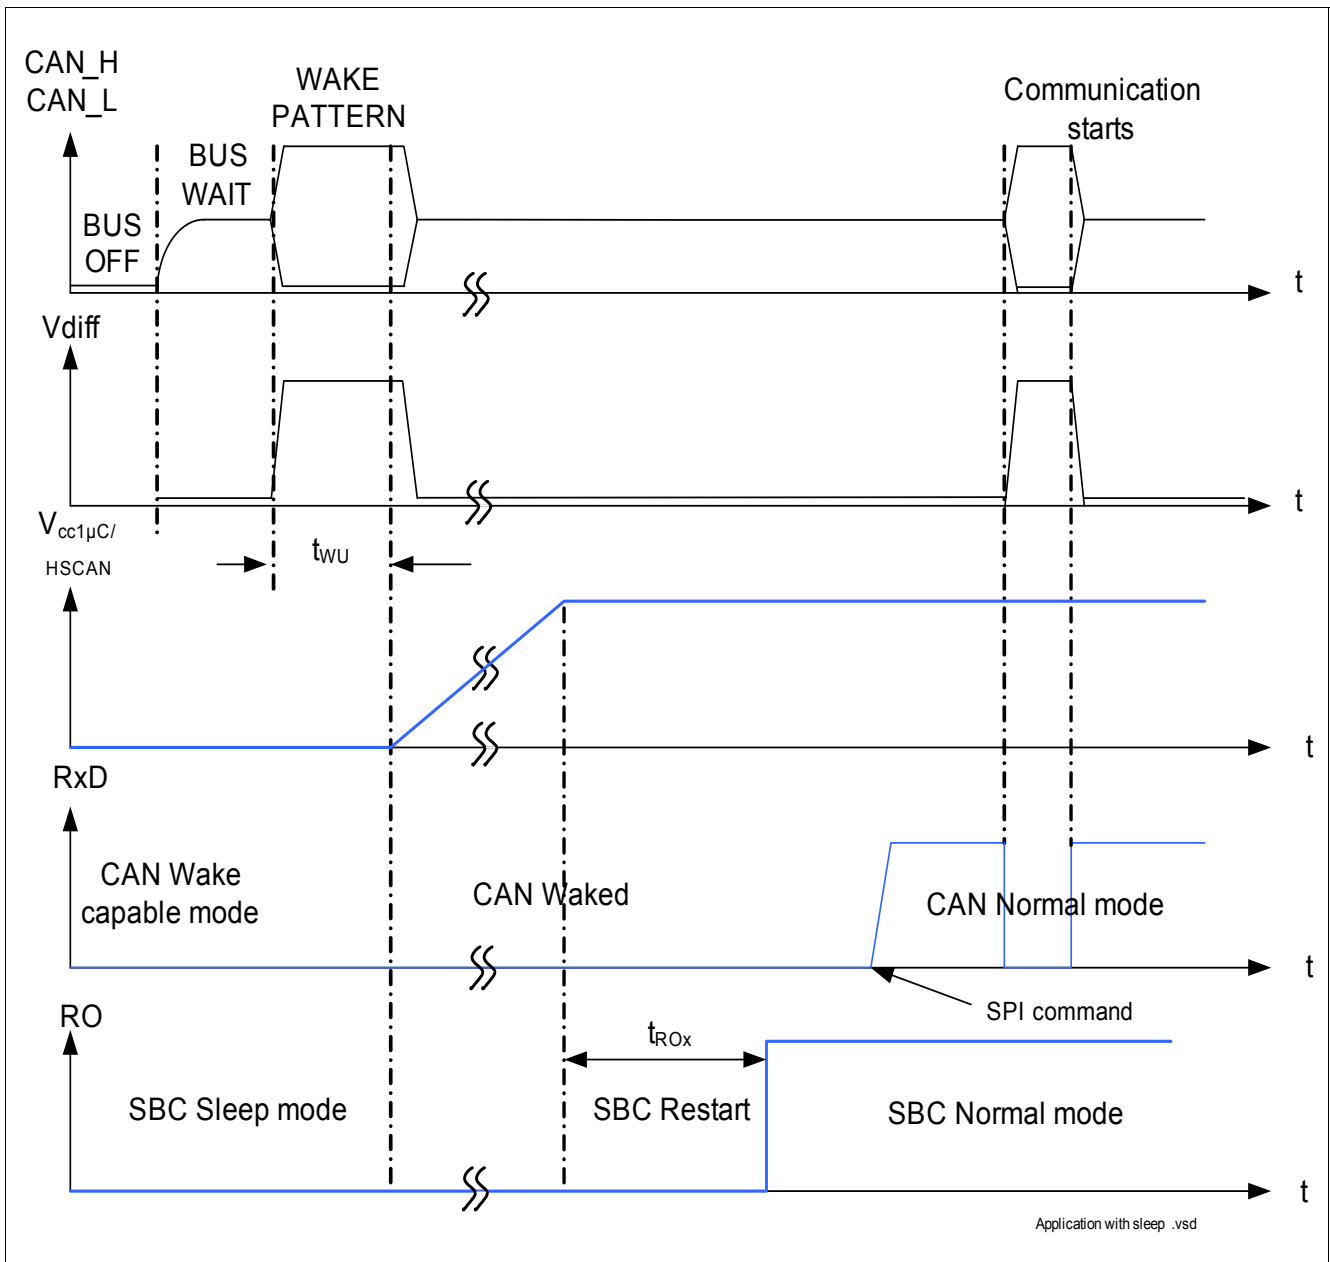 CAN_H
CAN_L
WAKE
PATTERN
Communication
starts
BUS
WAIT
BUS
OFF
t
Vdiff
t
Vcc1µC/
HSCAN
tWU
t
RxD
CAN Wake
capable mode
CAN Waked
CAN Normal mode
t
SPI command
RO
tROx
SBC Sleep mode
SBC Restart
SBC Normal mode
t
Application with sleep .vsd